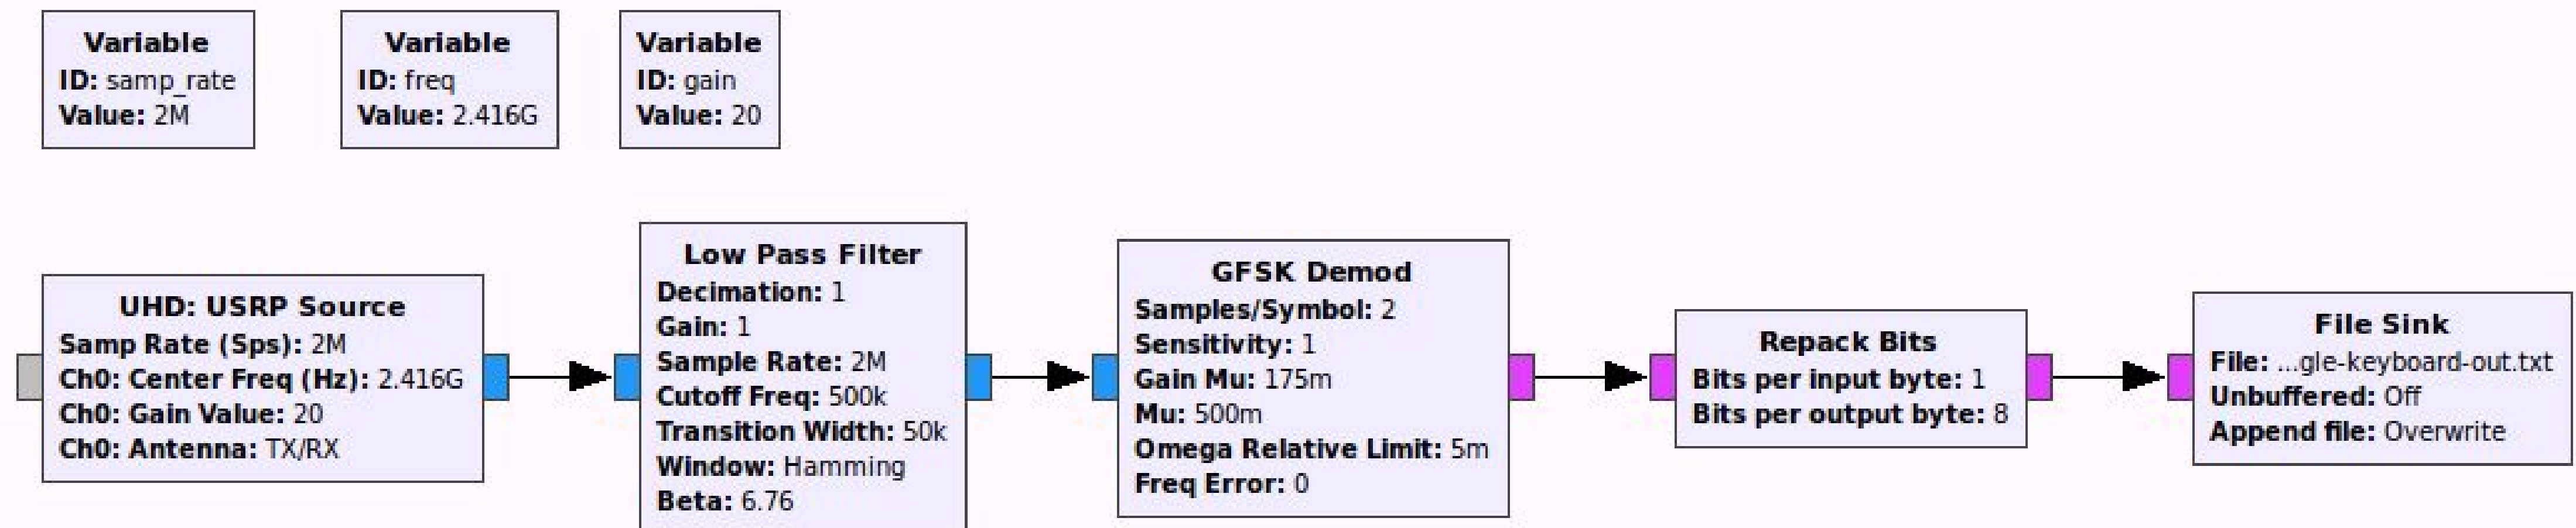 Variable
ID: samp_rate
Value: 2M
Variable
ID: freq
Value: 2.416G
Variable
ID: gain
Value: 20
UHD: USRP Source
Samp Rate (Sps): 2M
Ch0: Center Freq (Hz): 2.416G
Ch0: Gain Value: 20
Ch0: Antenna: TX/RX
Low Pass Filter
Decimation: 1
Gain: 1
Sample Rate: 2M
Cutoff Freq: 500k
Transition Width: 50k
Window: Hamming
Beta: 6.76
GFSK Demod
Samples/Symbol: 2
Sensitivity: 1
Gain Mu: 175m
Mu: 500m
Omega Relative Limit: 5m
Freq Error: 0
Repack Bits
Bits per input byte: 1
Bits per output byte: 8
File Sink
File: ...gle-keyboard-out.txt
Unbuffered: Off
Append file: Overwrite